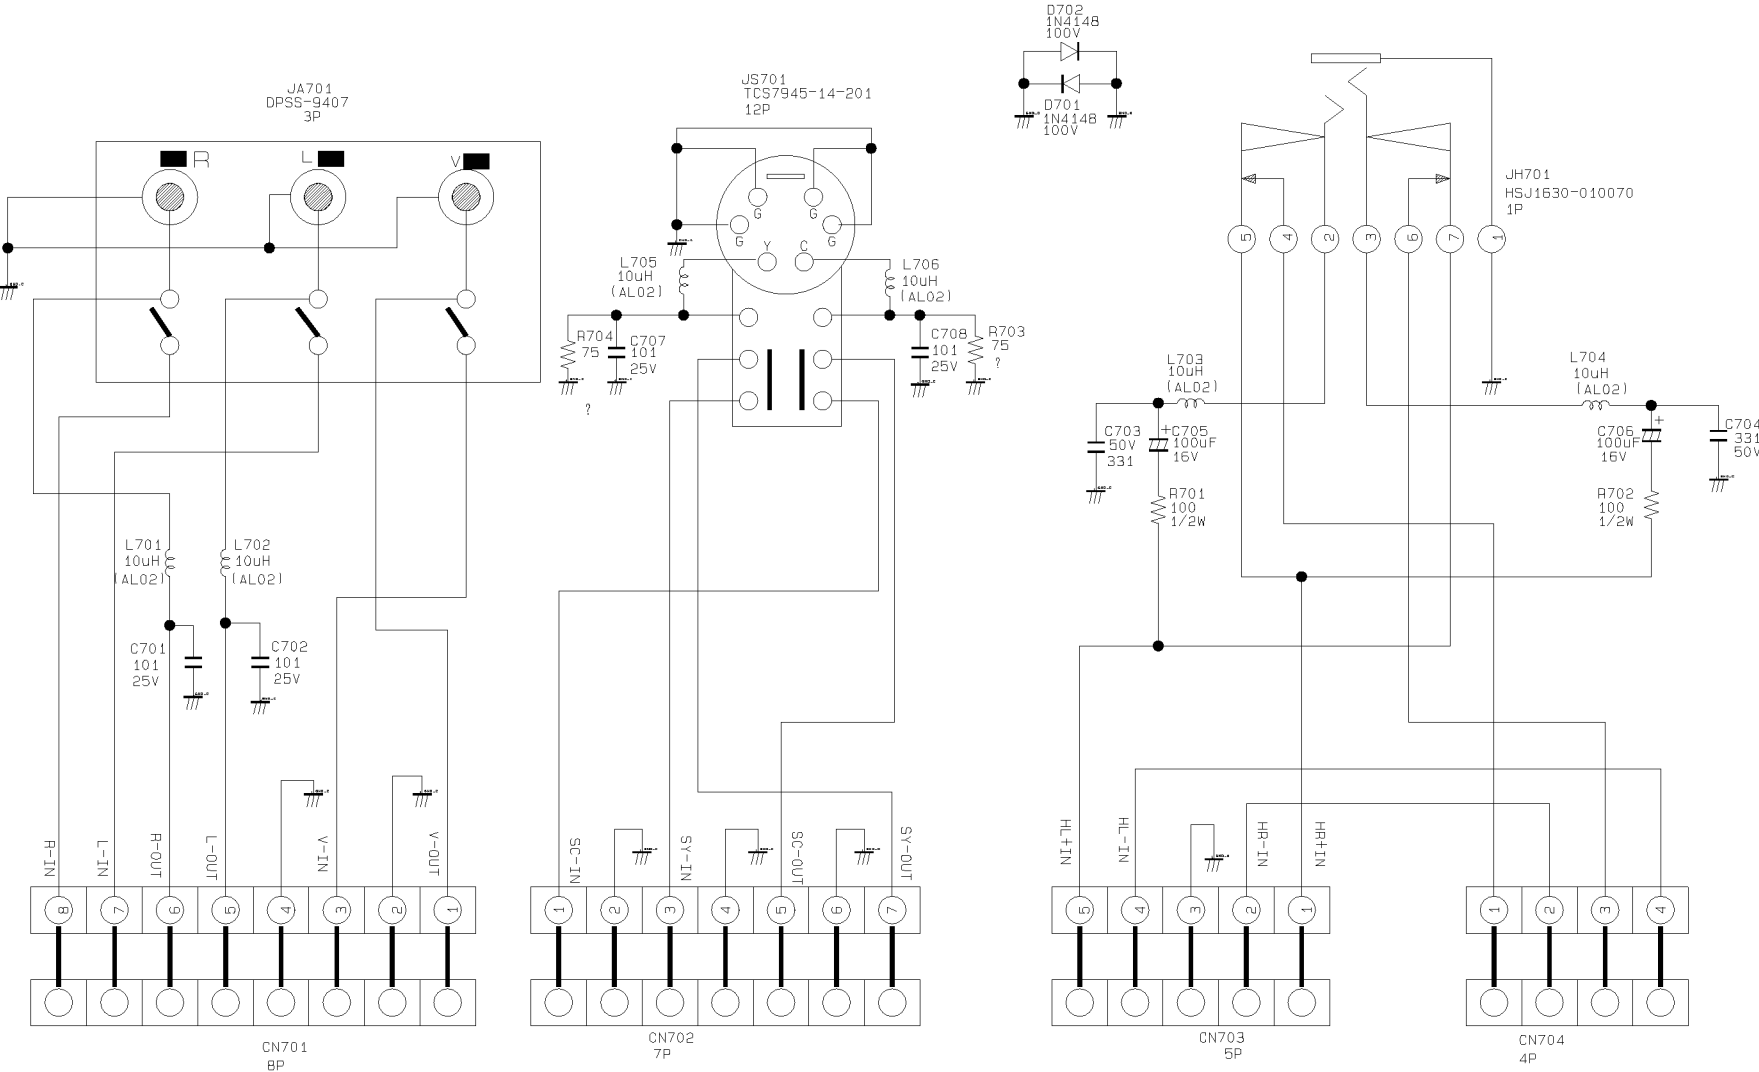 D702
1N4148
100V
D701
1N4148
100V
JA701
DPSS-9407
3P
R
L
V
JS701
TCS7945-14-201
12P
G
G
G
G
Y
C
JH701
HSJ1630-010070
1P
5
4
2
3
6
7
1
L705
10uH
(AL02)
L706
10uH
(AL02)
R704
75
?
C707
101
25V
C708
101
25V
R703
75
?
L703
10uH
(AL02)
L704
10uH
(AL02)
C703
50V
331
+
C705
100uF
16V
+
C706
100uF
16V
C704
331
50V
R701
100
1/2W
R702
100
1/2W
L701
10uH
(AL02)
L702
10uH
(AL02)
C701
101
25V
C702
101
25V
R-IN
L-IN
R-OUT
L-OUT
V-IN
V-OUT
8
7
6
5
4
3
2
1
CN701
8P
SC-IN
SY-IN
SC-OUT
SY-OUT
1
2
3
4
5
6
7
CN702
7P
HL+IN
HL-IN
HR-IN
HR+IN
5
4
3
2
1
CN703
5P
1
2
3
4
CN704
4P